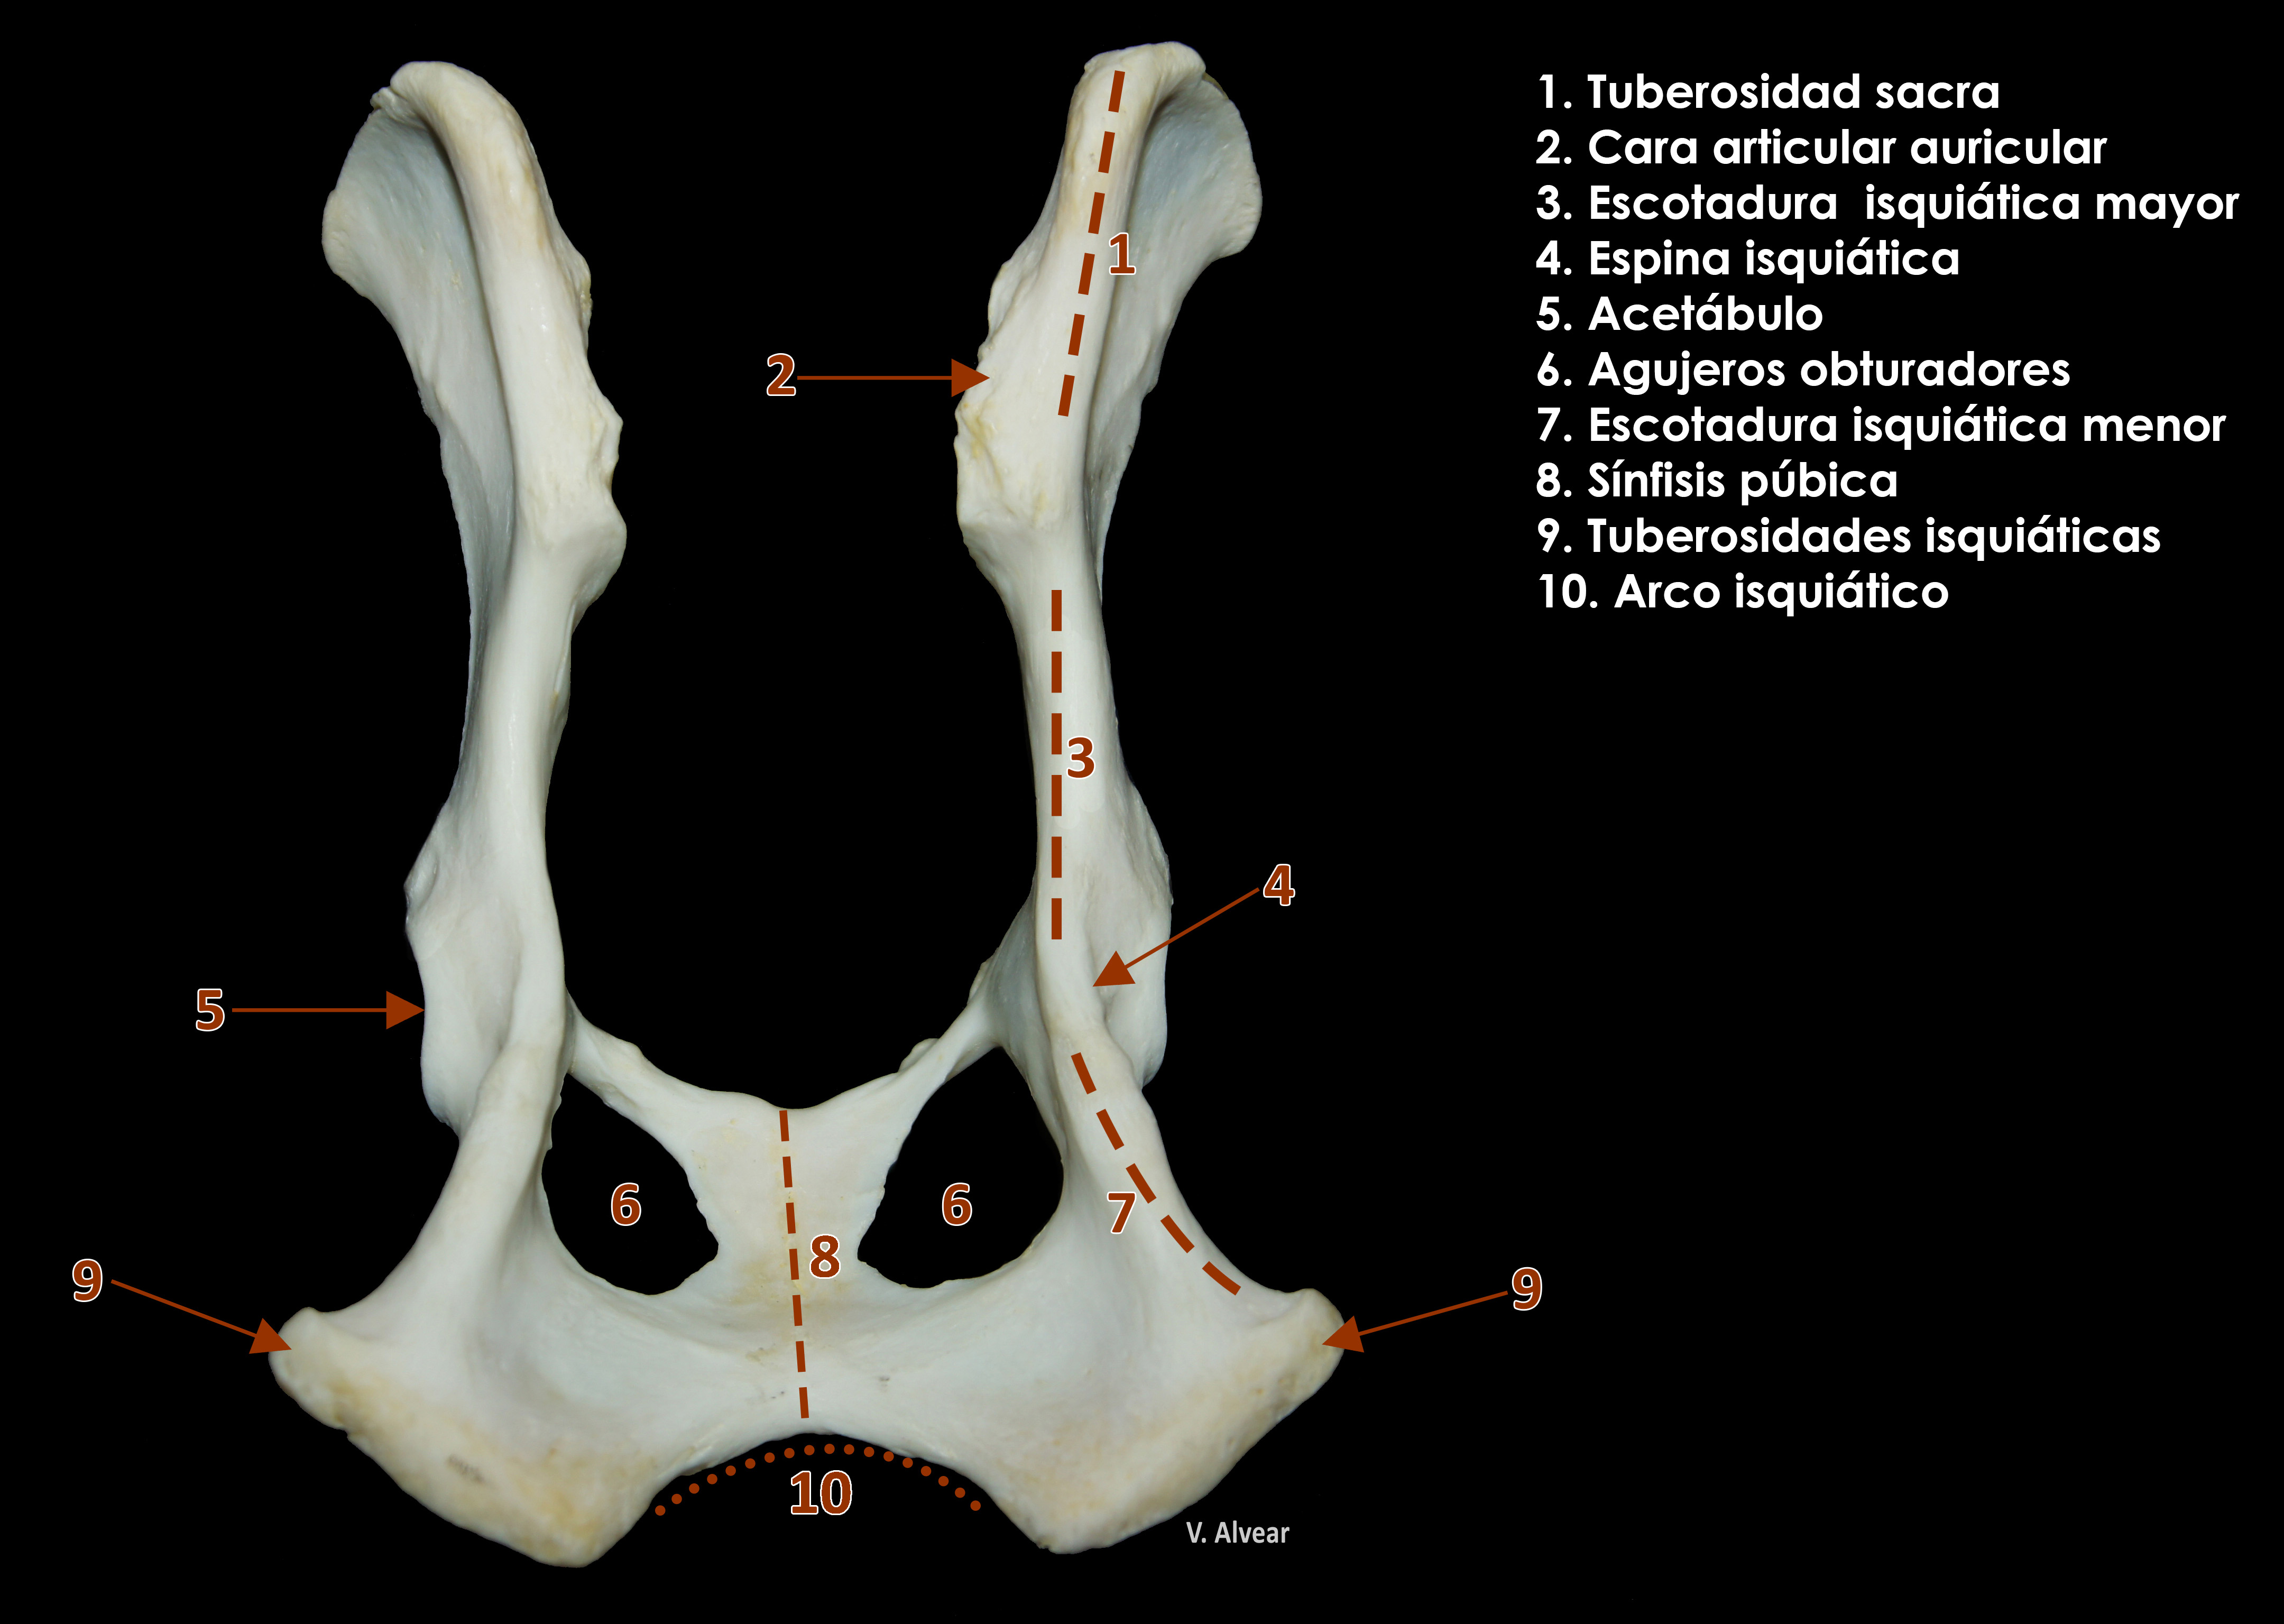 1. Tuberosidad sacra
2. Cara articular auricular
3. Escotadura  isquiática mayor
4. Espina isquiática
5. Acetábulo
6. Agujeros obturadores
7. Escotadura isquiática menor
8. Sínfisis púbica
9. Tuberosidades isquiáticas
10. Arco isquiático
1
2
3
4
5
6
6
7
8
9
9
10
V. Alvear